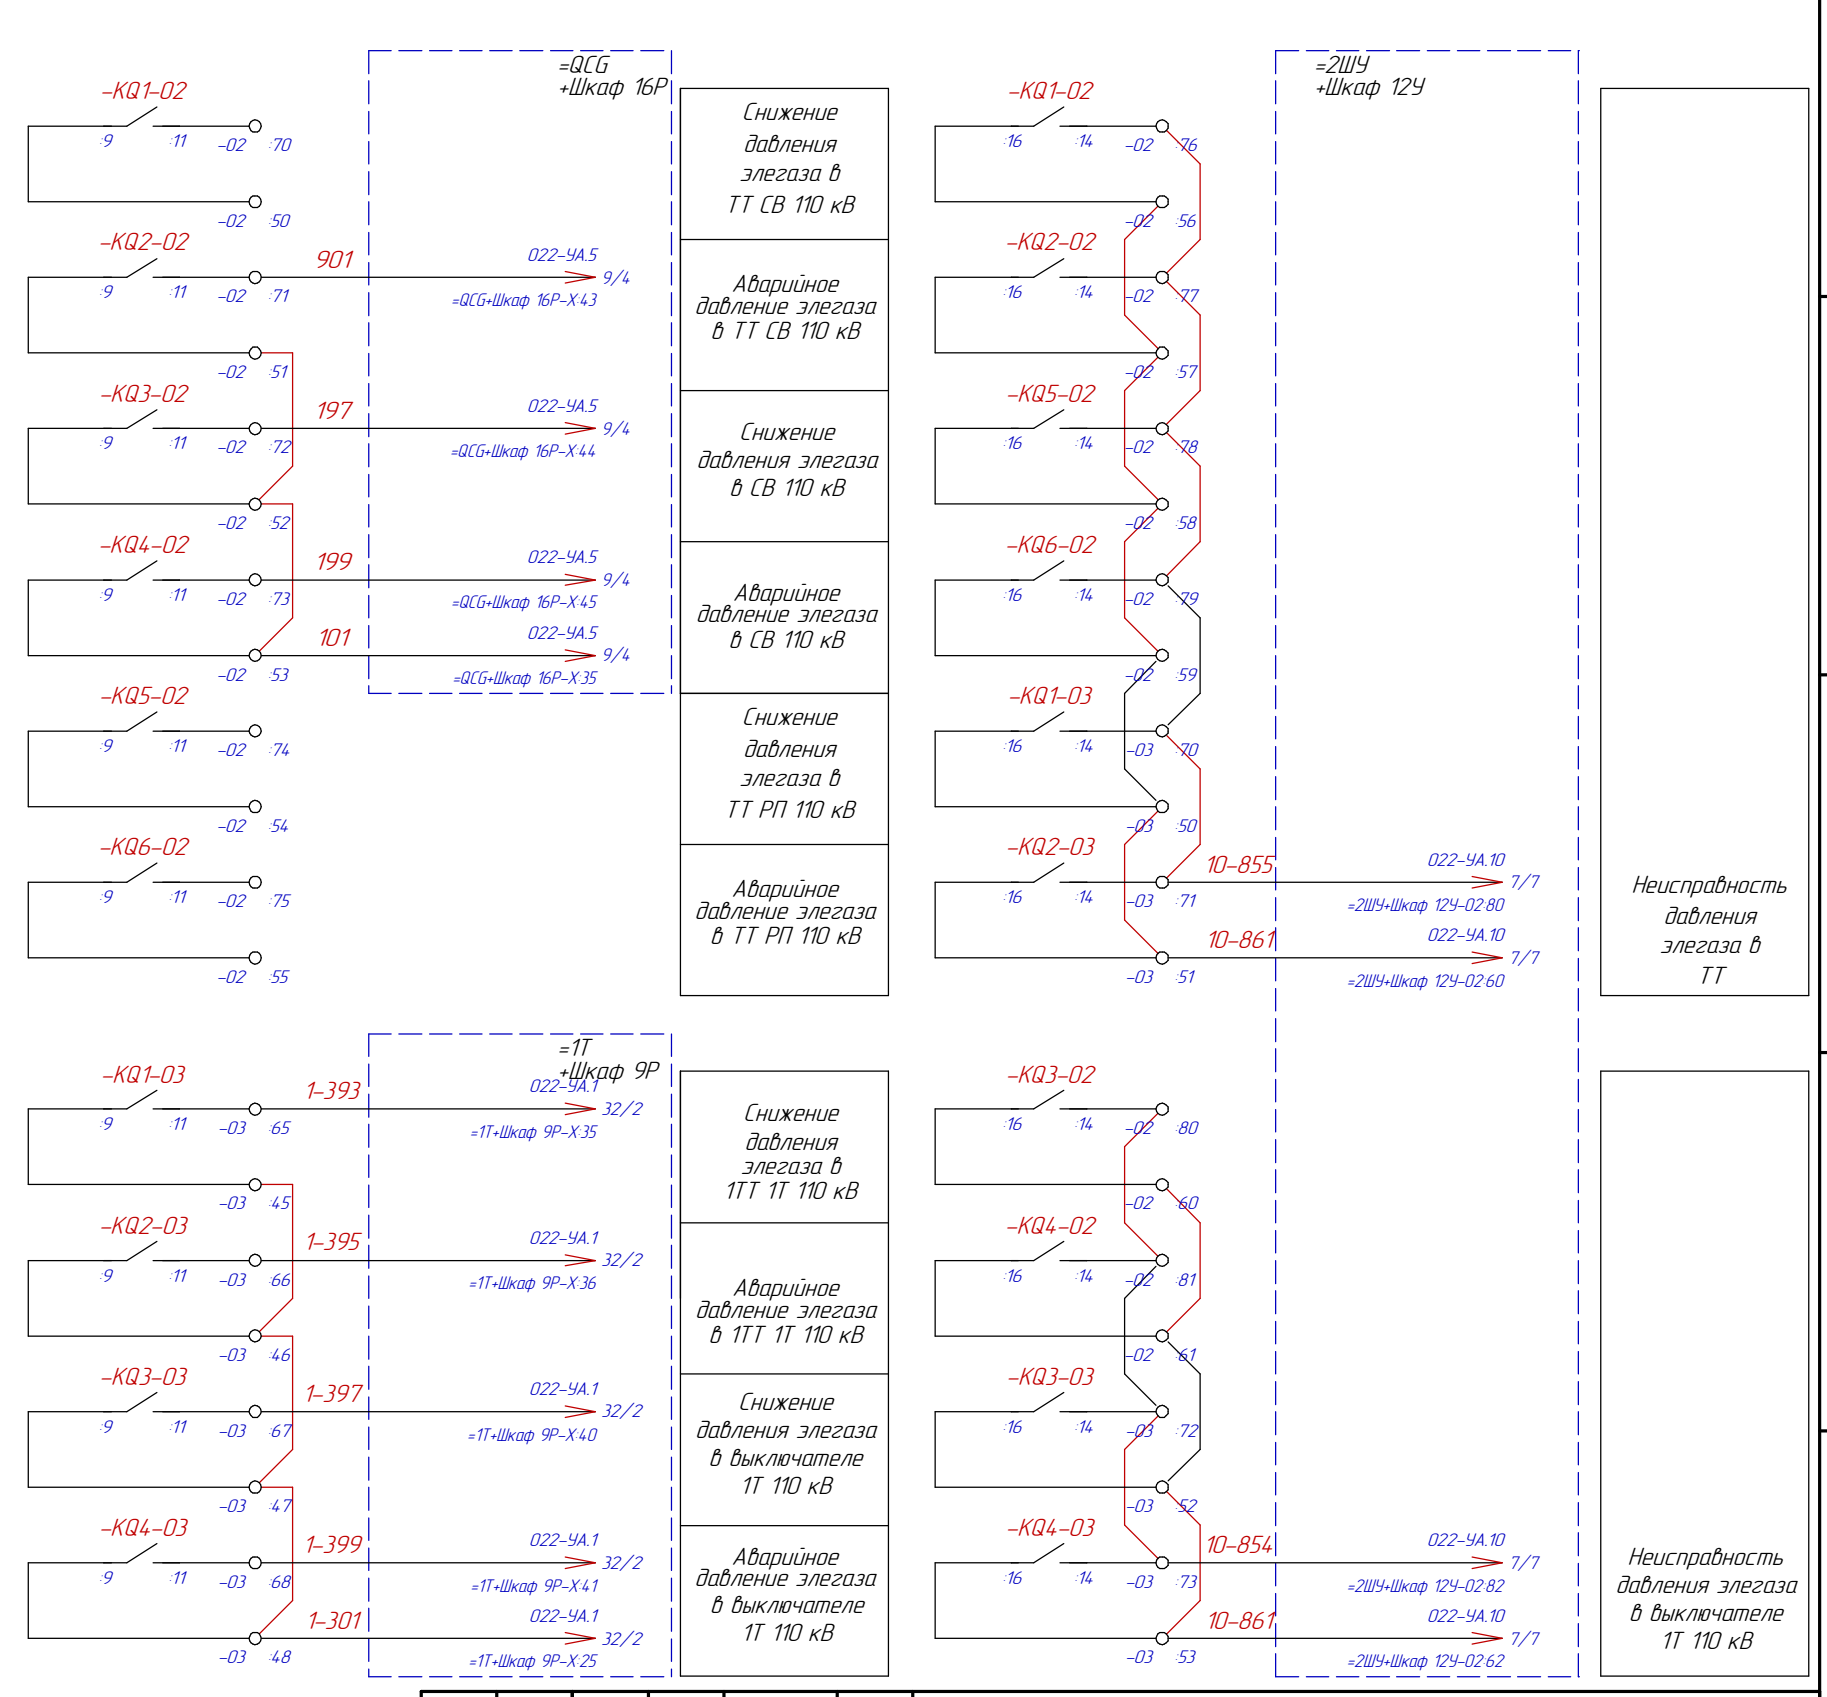 =QCG
+Шкаф 16Р
-KQ1-02
:9
:11
-02
:70
-02
:50
Снижение
давления
элегаза в
ТТ СВ 110 кВ
-KQ2-02
:9
:11
-02
:71
901
022-УА.5
9/4
=QCG+Шкаф 16Р-Х:43
-02
:51
Аварийное
давление элегаза
в ТТ СВ 110 кВ
-KQ3-02
:9
:11
-02
:72
197
022-УА.5
9/4
=QCG+Шкаф 16Р-Х:44
-02
:52
Снижение
давления элегаза
в СВ 110 кВ
-KQ4-02
:9
:11
-02
:73
199
022-УА.5
9/4
=QCG+Шкаф 16Р-Х:45
101
022-УА.5
9/4
=QCG+Шкаф 16Р-Х:35
-02
:53
Аварийное
давление элегаза
в СВ 110 кВ
-KQ5-02
:9
:11
-02
:74
-02
:54
Снижение
давления
элегаза в
ТТ РП 110 кВ
-KQ6-02
:9
:11
-02
:75
-02
:55
Аварийное
давление элегаза
в ТТ РП 110 кВ
=2ШУ
+Шкаф 12У
-KQ1-02
:16
:14
-02
:76
-02
:56
-KQ2-02
:16
:14
-02
:77
-02
:57
-KQ5-02
:16
:14
-02
:78
-02
:58
-KQ6-02
:16
:14
-02
:79
-02
:59
-KQ1-03
:16
:14
-03
:70
-03
:50
-KQ2-03
:16
:14
-03
:71
10-855
022-УА.10
7/7
=2ШУ+Шкаф 12У-02:80
10-861
022-УА.10
7/7
=2ШУ+Шкаф 12У-02:60
-03
:51
Неисправность
давления
элегаза в
ТТ
=1Т
+Шкаф 9Р
-KQ1-03
:9
:11
-03
:65
1-393
022-УА.1
32/2
=1Т+Шкаф 9Р-Х:35
-03
:45
Снижение
давления
элегаза в
1ТТ 1Т 110 кВ
-KQ2-03
:9
:11
-03
:66
1-395
022-УА.1
32/2
=1Т+Шкаф 9Р-Х:36
-03
:46
Аварийное
давление элегаза
в 1ТТ 1Т 110 кВ
-KQ3-03
:9
:11
-03
:67
1-397
022-УА.1
32/2
=1Т+Шкаф 9Р-Х:40
-03
:47
Снижение
давления элегаза
в выключателе
1Т 110 кВ
-KQ4-03
:9
:11
-03
:68
1-399
022-УА.1
32/2
=1Т+Шкаф 9Р-Х:41
1-301
022-УА.1
32/2
=1Т+Шкаф 9Р-Х:25
-03
:48
Аварийное
давление элегаза
в выключателе
1Т 110 кВ
-KQ3-02
:16
:14
-02
:80
-02
:60
-KQ4-02
:16
:14
-02
:81
-02
:61
-KQ3-03
:16
:14
-03
:72
-03
:52
-KQ4-03
:16
:14
-03
:73
10-854
022-УА.10
7/7
=2ШУ+Шкаф 12У-02:82
10-861
022-УА.10
7/7
=2ШУ+Шкаф 12У-02:62
-03
:53
Неисправность
давления элегаза
в выключателе
1Т 110 кВ